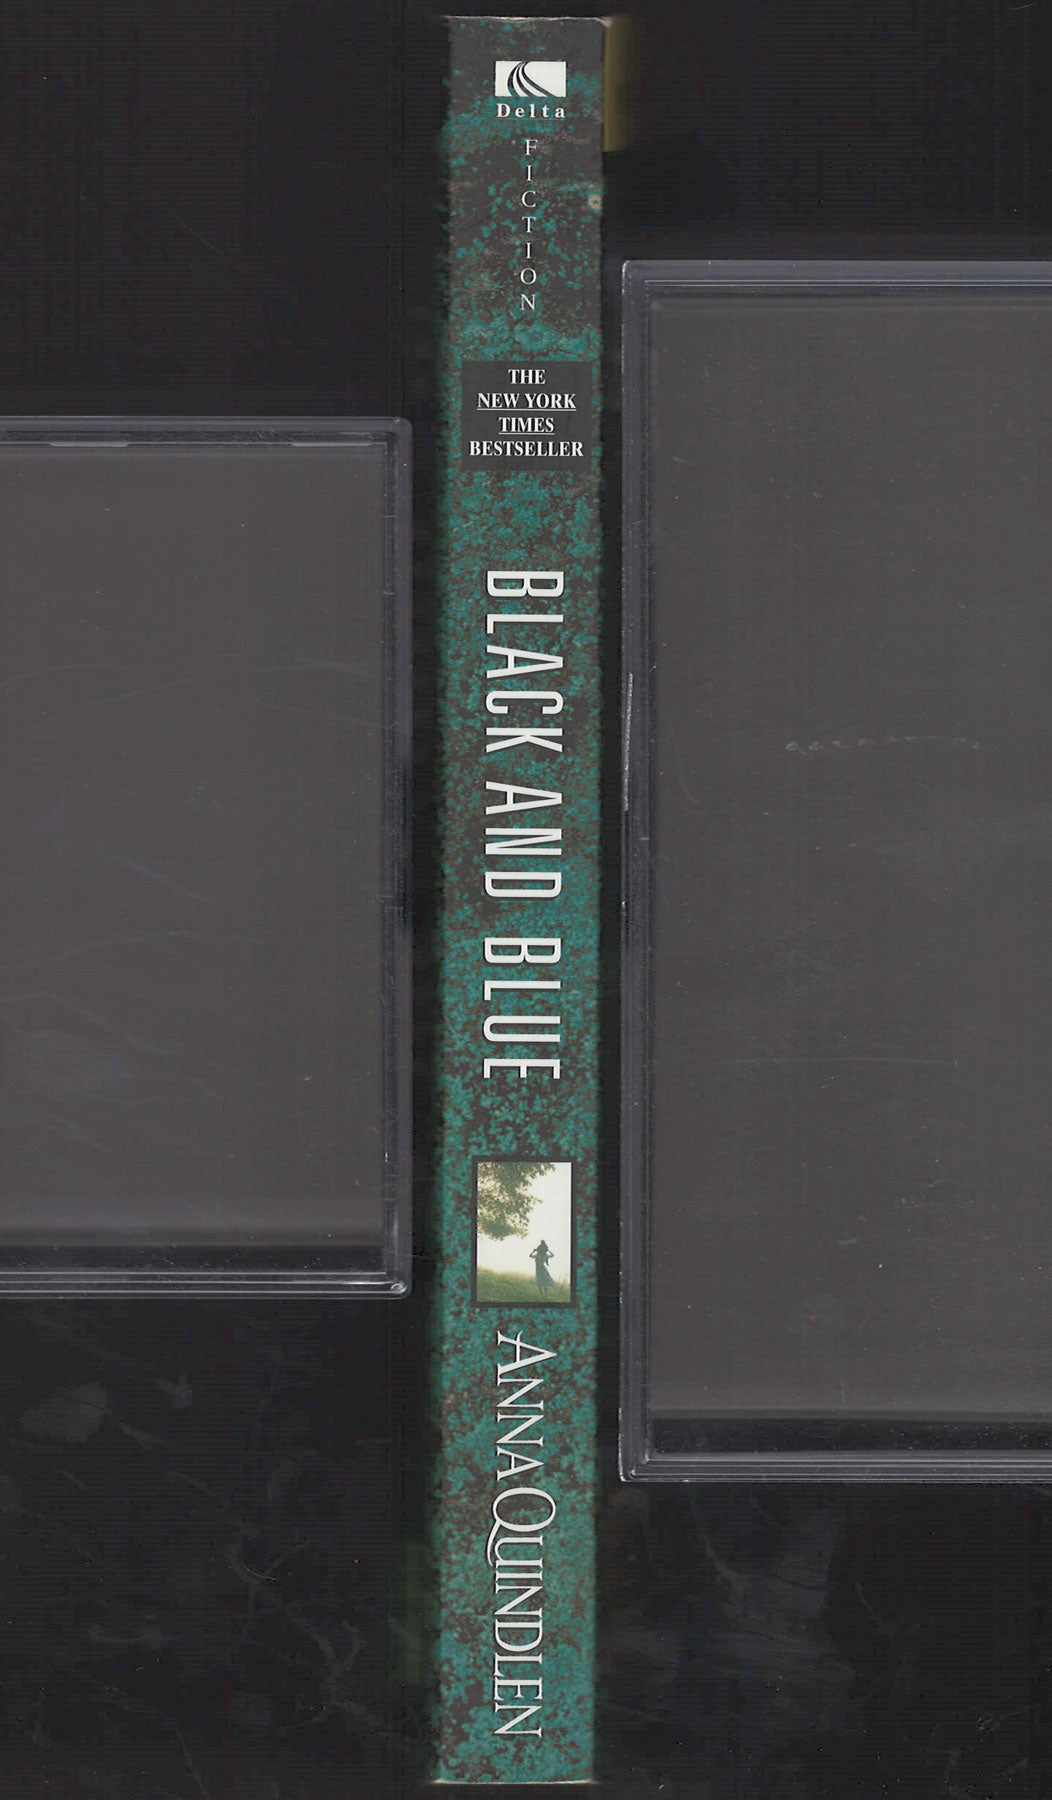 Delta
FICTION
THE
NEW YORK
TIMES
BESTSELLER
BLACK AND BLUE
ANNA QUINDLEN